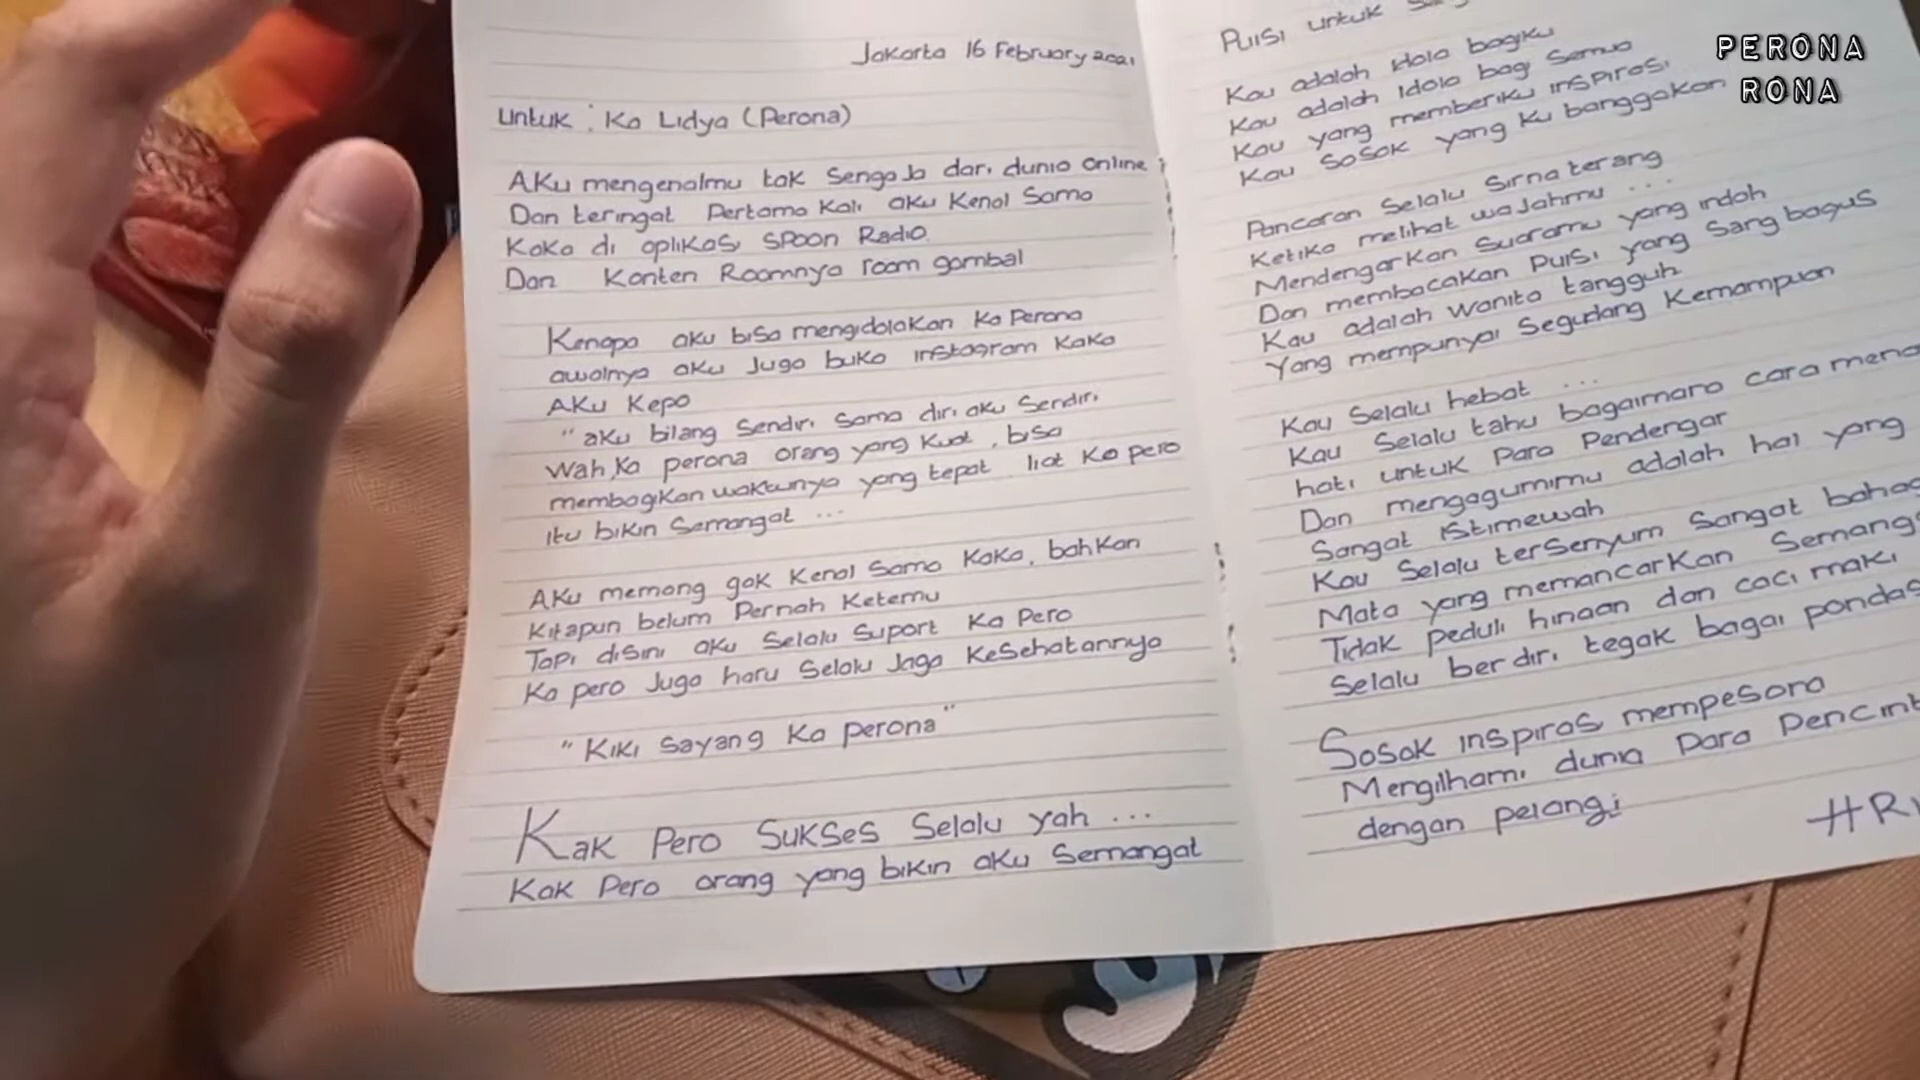 Jakarta 16 February 2021
Untuk : Ka Lidya (Perona)
AKu mengenalmu tak sengaja dari dunia online
Dan teringat Pertama Kali aku Kenal Sama
Kaka di aplikasi SPoon Radio
Dan Konten Roomnya room gombal
Kenapa aku bisa mengidolakan Ka Perona
awalnya aku Juga buka instagram Kaka
AKu Kepo
"aku bilang Sendiri Sama diri aku Sendiri
Wah Ka perona orang yang Kuat, bisa
membagikan waktunya yang tepat liat Ka pero
itu bikin Semangat ...
AKu memang gak Kenal Sama Kaka, bahkan
Kitapun belum Pernah Ketemu
Tapi disini aku Selalu Suport Ka Pero
Ka pero Juga haru Selalu Jaga Kesehatannya
"Kiki Sayang Ka perona"
Kak Pero Sukses Selalu yah ...
Kak Pero orang yang bikin aku Semangat
Puisi untuk
Kau adalah idola bagiku
Kau adalah Idola bagi Semua
Kau yang memberiku inspirasi
Kau Sosok yang Ku banggakan
Pancaran Selalu Sirna terang
Ketika melihat wajahmu ...
Mendengarkan Suaramu yang indah
Dan membacakan Puisi yang Sang bagus
Kau adalah Wanita tangguh
Yang mempunyai Segudang Kemampuan
Kau Selalu hebat ...
Kau Selalu tahu bagaimara cara
hati untuk Para Pendengar
Dan mengagumimu adalah hal yang
Sangat istimewah
Kau Selalu tersenyum Sangat
Mata yang memancarkan
Tidak Peduli hinaan dan caci maki
Selalu berdiri tegak bagai
Sosok inspirasi mempesona
Mengilhami dunia Para
dengan pelangi
PERONA
RONA